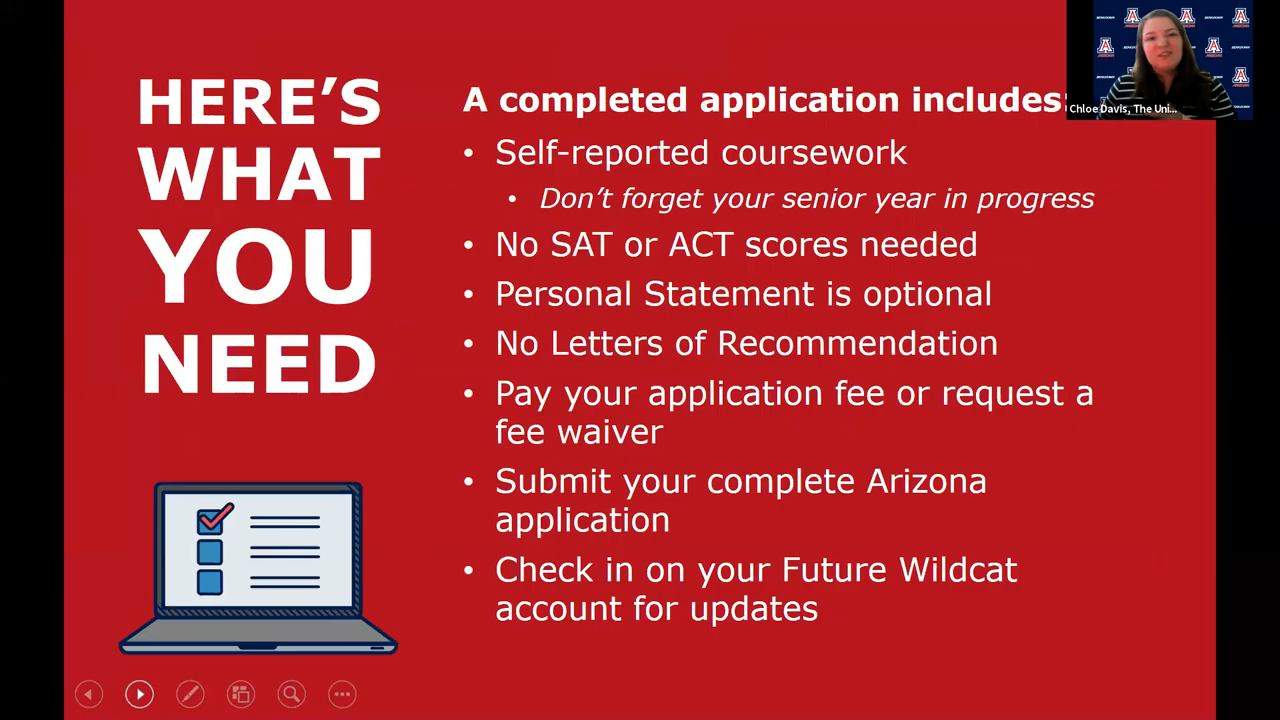 HERE'S
WHAT
YOU
NEED
A completed application includes:
• Self-reported coursework
• Don't forget your senior year in progress
• No SAT or ACT scores needed
• Personal Statement is optional
• No Letters of Recommendation
• Pay your application fee or request a
fee waiver
• Submit your complete Arizona
application
• Check in on your Future Wildcat
account for updates
Chloe Davis, The Uni...